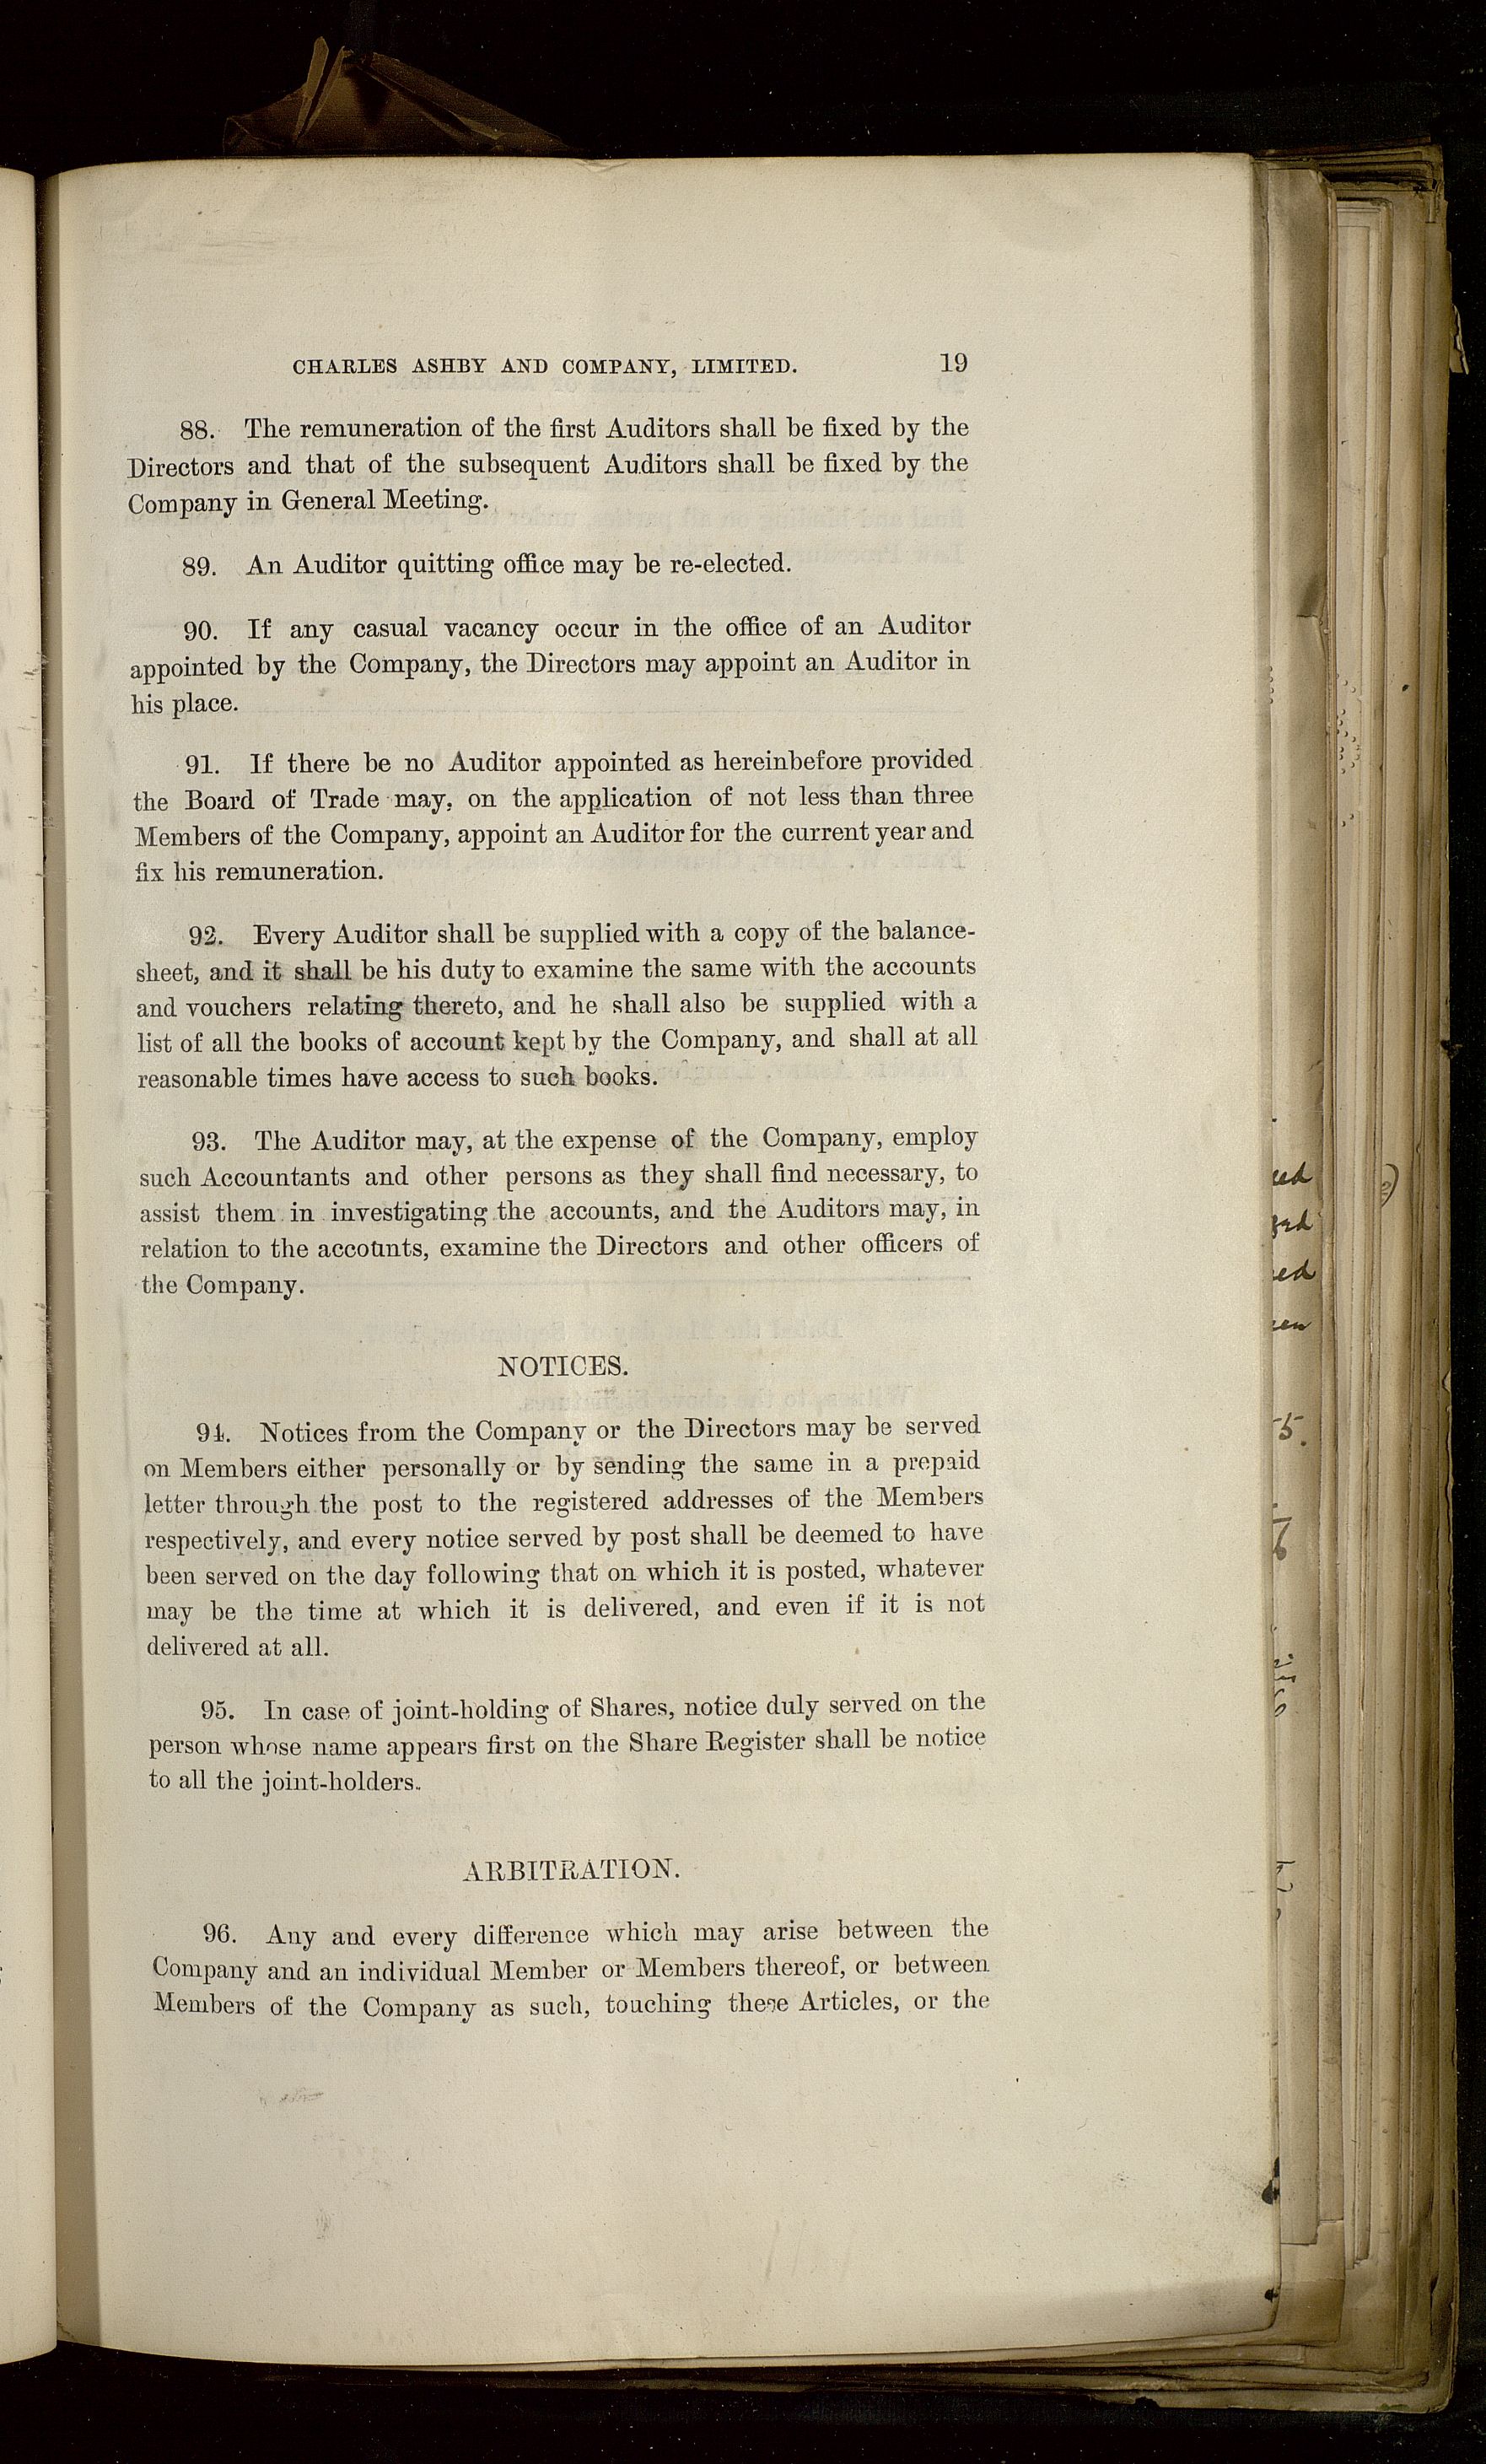 CHARLES ASHBY AND COMPANY, LIMITED. 19
88. The remuneration of the first Auditors shall be fixed by the
Directors and that of the subsequent Auditors shall be fixed by the
Company in General Meeting.
89. An Auditor quitting office may be re-elected.
90. If any casual vacancy occur in the office of an Auditor
appointed by the Company, the Directors may appoint an Auditor in
his place.
91. If there be no Auditor appointed as hereinbefore provided
the Board of Trade may, on the application of not less than three
Members of the Company, appoint an Auditor for the current year and
fix his remuneration.
92. Every Auditor shall be supplied with a copy of the balance-
sheet, and it shall be his duty to examine the same with the accounts
and vouchers relating thereto, and he shall also be supplied with a
list of all the books of account kept by the Company, and shall at all
reasonable times have access to such books.
93. The Auditor may, at the expense of the Company, employ
such Accountants and other persons as they shall find necessary, to
assist them in investigating the accounts, and the Auditors may, in
relation to the accounts, examine the Directors and other officers of
the Company.
NOTICES.
94. Notices from the Company or the Directors may be served
on Members either personally or by sending the same in a prepaid
letter through the post to the registered addresses of the Members
respectively, and every notice served by post shall be deemed to have
been served on the day following that on which it is posted, whatever
may be the time at which it is delivered, and even if it is not
delivered at all.
95. In case of joint-holding of Shares, notice duly served on the
person whose name appears first on the Share Register shall be notice
to all the joint-holders.
ARBITRATION.
96. Any and every difference which may arise between the
Company and an individual Member or Members thereof, or between
Members of the Company as such, touching these Articles, or the